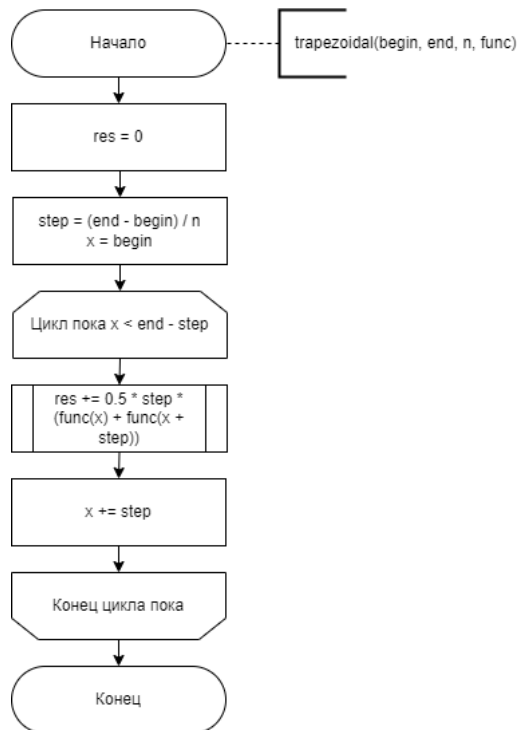 Начало
trapezoidal(begin, end, n, func)
res = 0
step = (end - begin) / n
x = begin
Цикл пока x < end - step
res += 0.5 * step *
(func(x) + func(x +
step))
x += step
Конец цикла пока
Конец